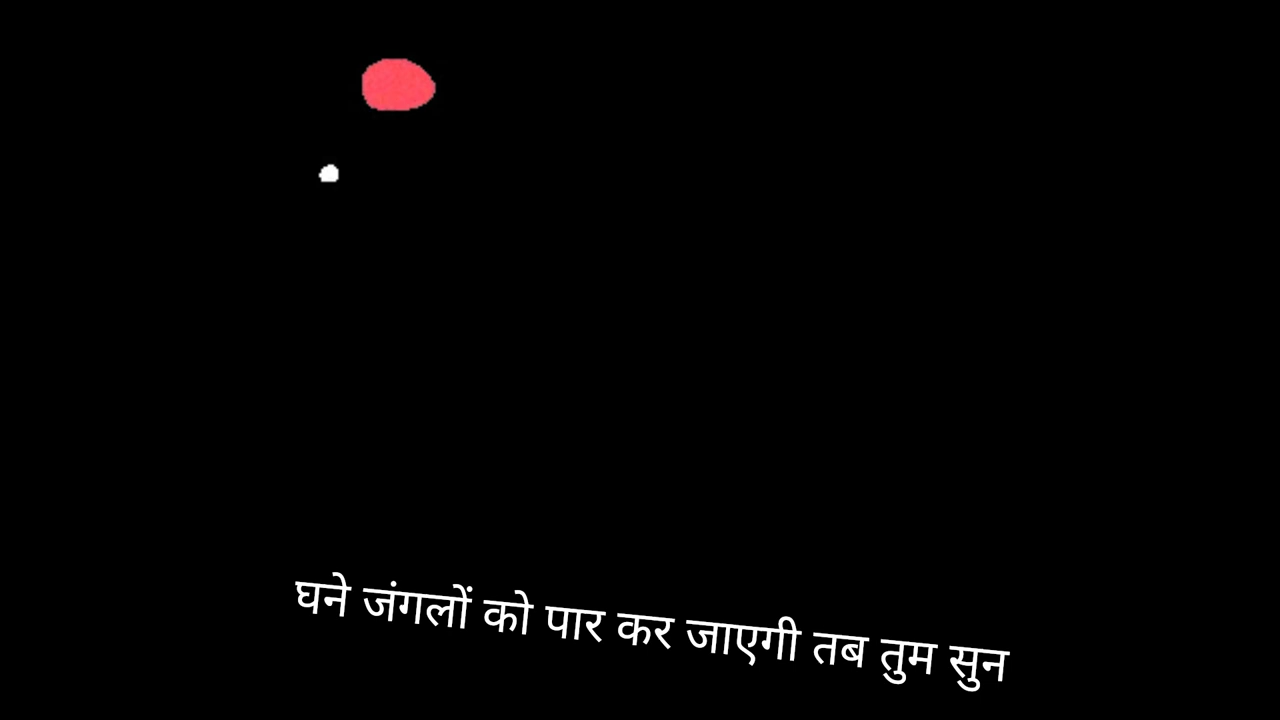 घने जंगलों को पार कर जाएगी तब तुम सुन